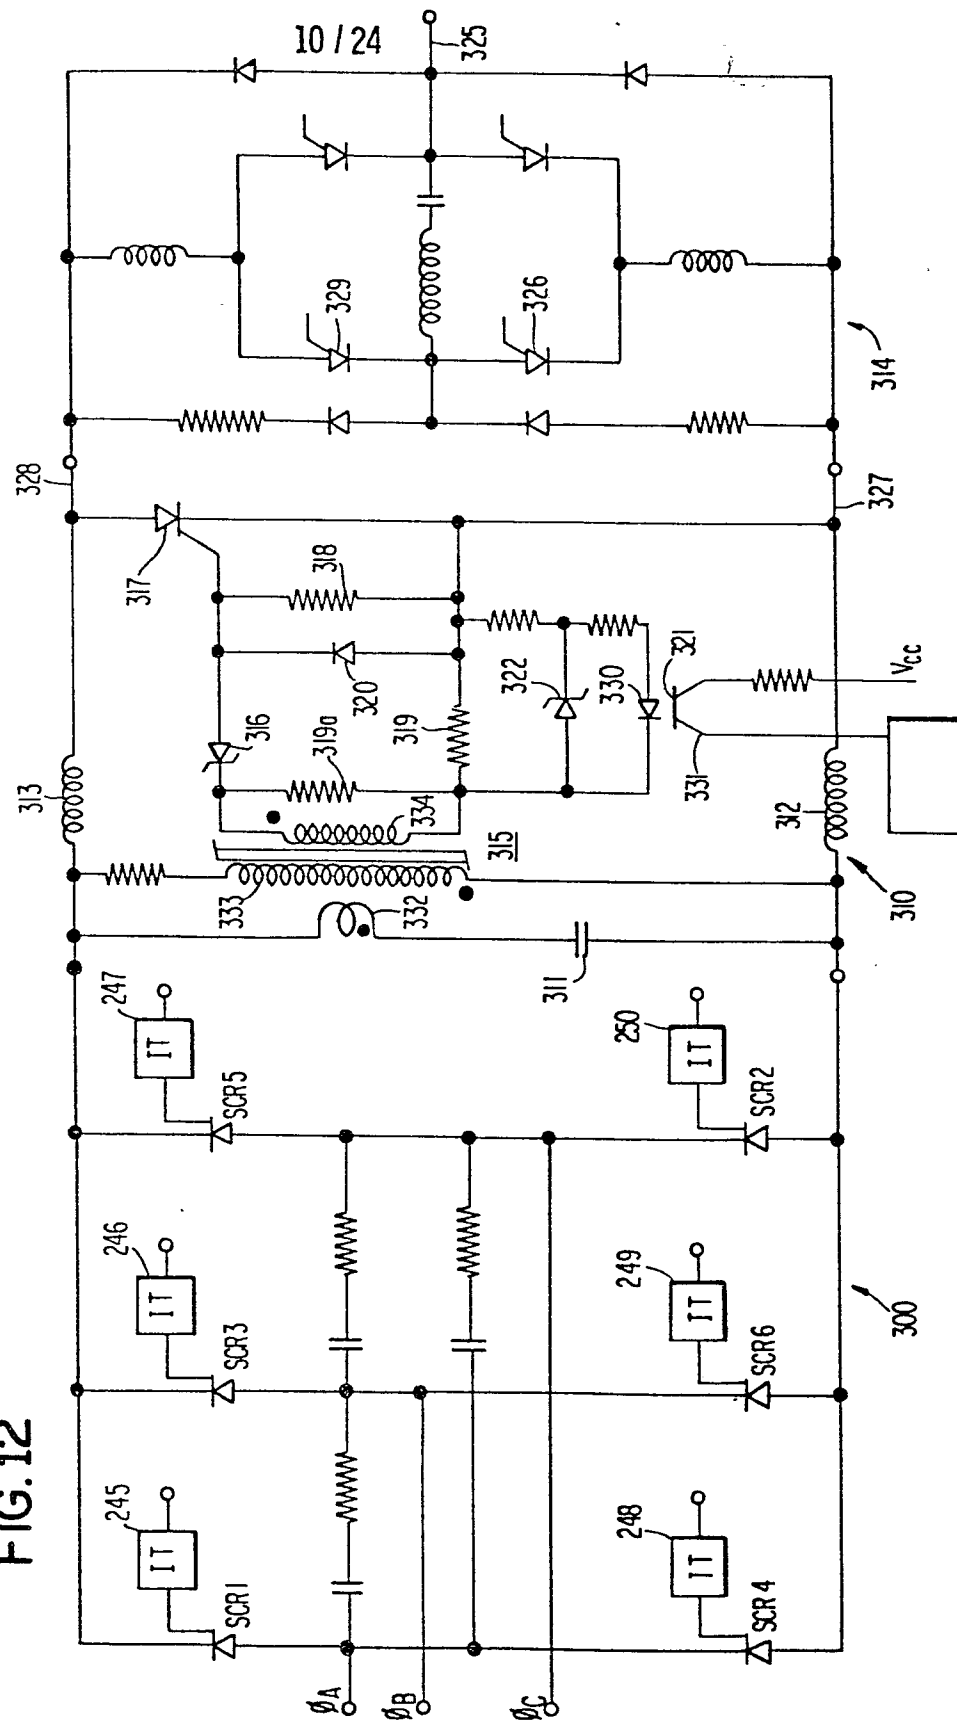 10/24
FIG. 12
325
329
326
314
328
327
317
318
320
322
330
321
VCC
316
319a
319
331
313
334
315
312
310
333
332
311
247
IT
SCR5
250
IT
SCR2
246
IT
SCR3
249
IT
SCR6
300
245
IT
SCR1
248
IT
SCR4
ØA
ØB
ØC